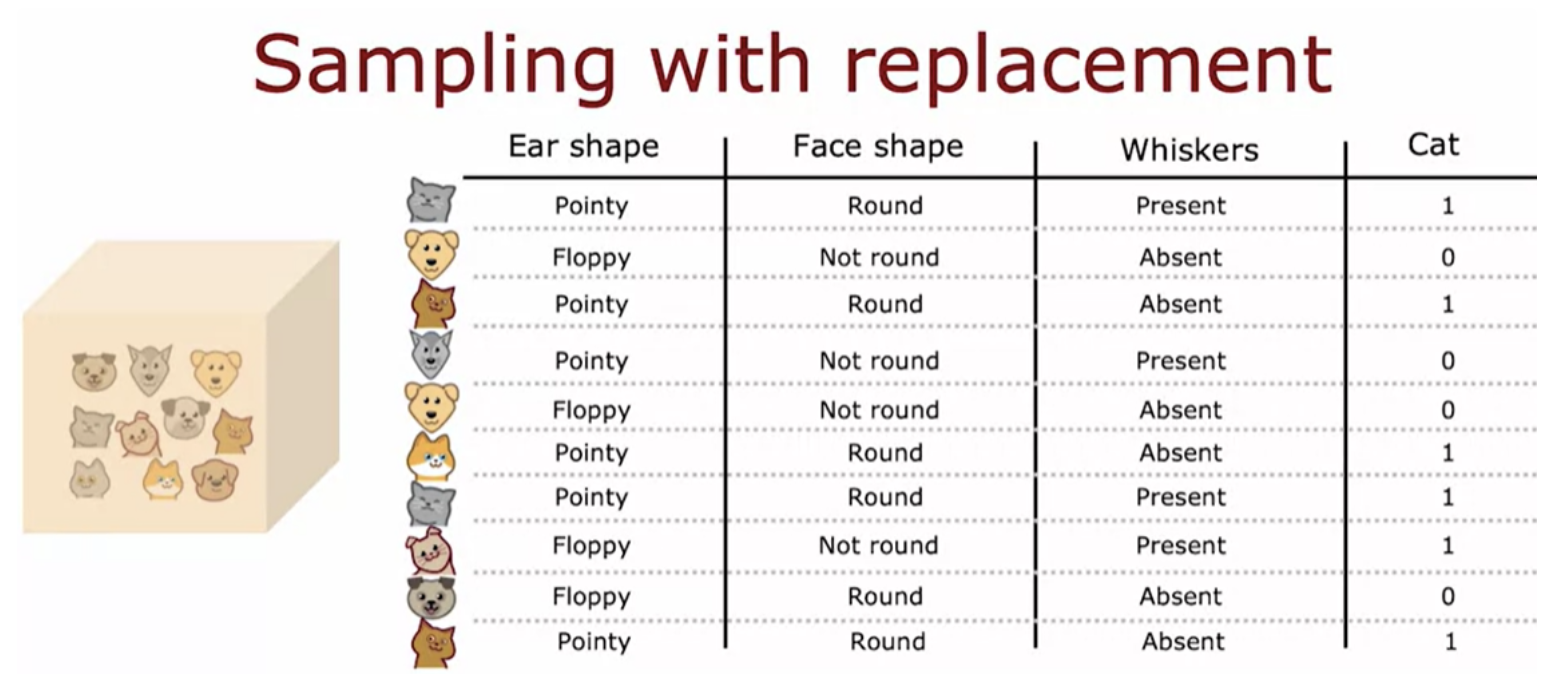 Sampling with replacement
Ear shape Face shape Whiskers Cat
Pointy Round Present 1
Floppy Not round Absent 0
Pointy Round Absent 1
Pointy Not round Present 0
Floppy Not round Absent 0
Pointy Round Absent 1
Pointy Round Present 1
Floppy Not round Present 1
Floppy Round Absent 0
Pointy Round Absent 1